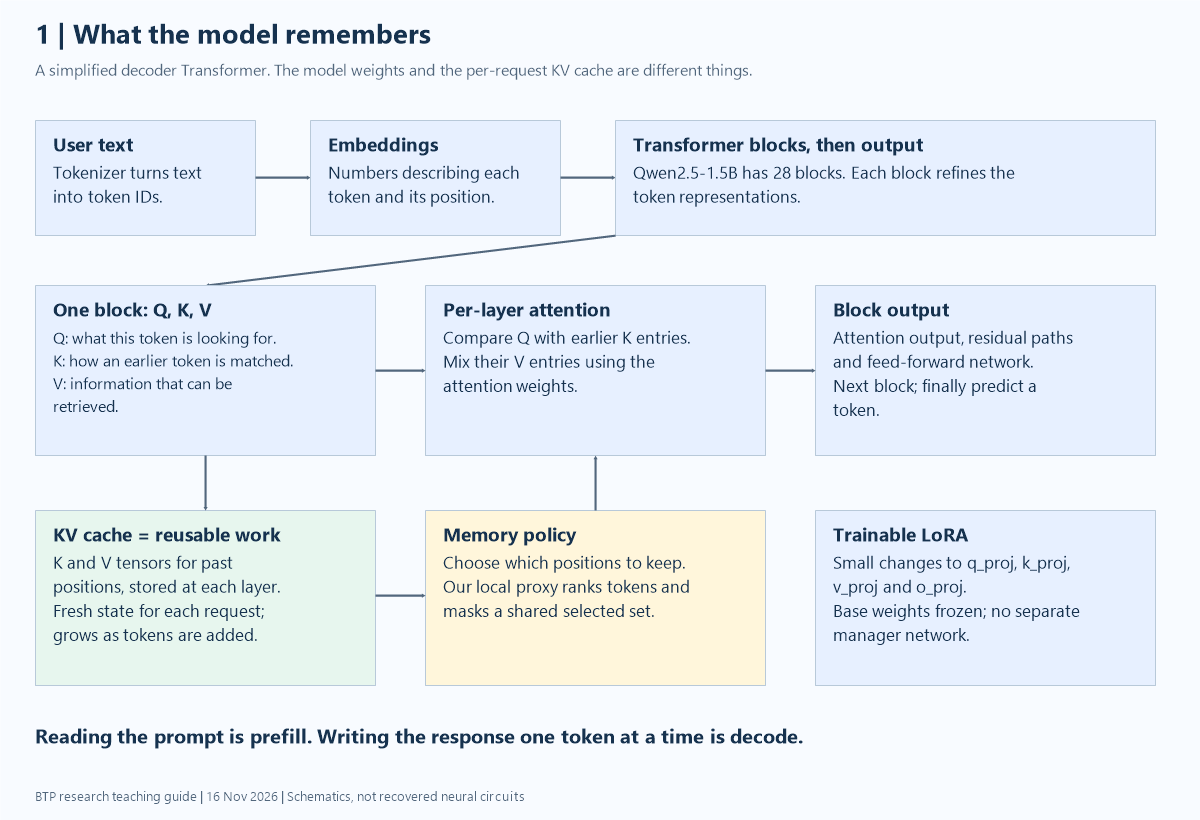 1 | What the model remembers
A simplified decoder Transformer. The model weights and the per-request KV cache are different things.
User text
Tokenizer turns text
into token IDs.
Embeddings
Numbers describing each
token and its position.
Transformer blocks, then output
Qwen2.5-1.5B has 28 blocks. Each block refines the
token representations.
One block: Q, K, V
Q: what this token is looking for.
K: how an earlier token is matched.
V: information that can be
retrieved.
Per-layer attention
Compare Q with earlier K entries.
Mix their V entries using the
attention weights.
Block output
Attention output, residual paths
and feed-forward network.
Next block; finally predict a
token.
KV cache = reusable work
K and V tensors for past
positions, stored at each layer.
Fresh state for each request;
grows as tokens are added.
Memory policy
Choose which positions to keep.
Our local proxy ranks tokens and
masks a shared selected set.
Trainable LoRA
Small changes to q_proj, k_proj,
v_proj and o_proj.
Base weights frozen; no separate
manager network.
Reading the prompt is prefill. Writing the response one token at a time is decode.
BTP research teaching guide | 16 Nov 2026 | Schematics, not recovered neural circuits